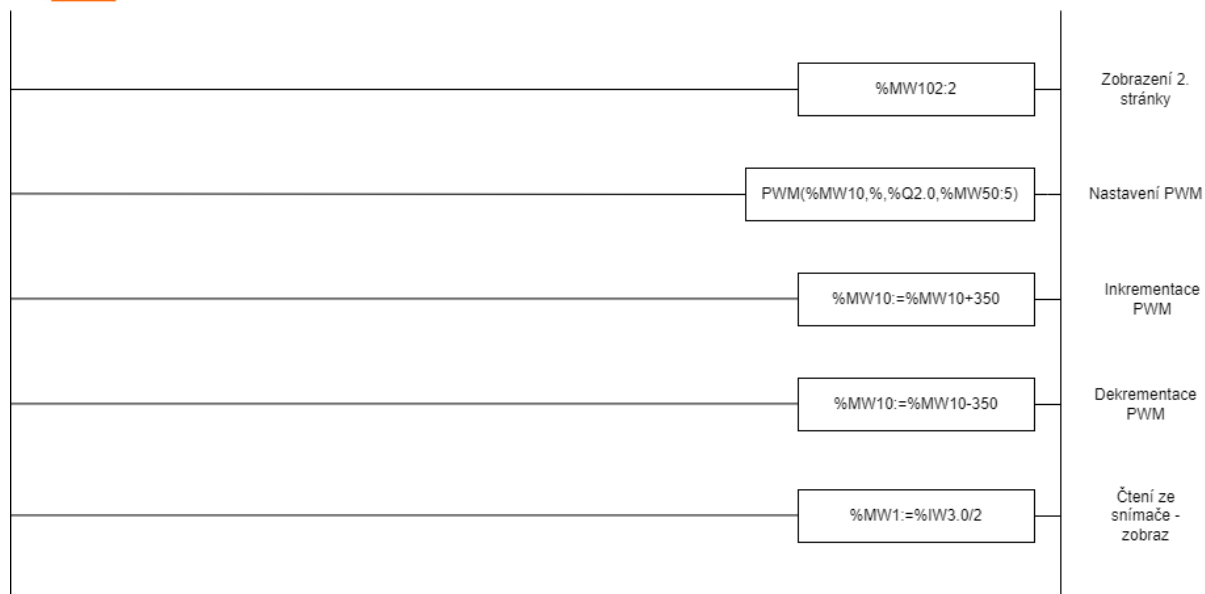 %MW102:2
Zobrazení 2.
stránky
PWM(%MW10,%,%Q2.0,%MW50:5)
Nastavení PWM
%MW10:=%MW10+350
Inkrementace
PWM
%MW10:=%MW10-350
Dekrementace
PWM
%MW1:=%IW3.0/2
Čtení ze
snímače -
zobraz